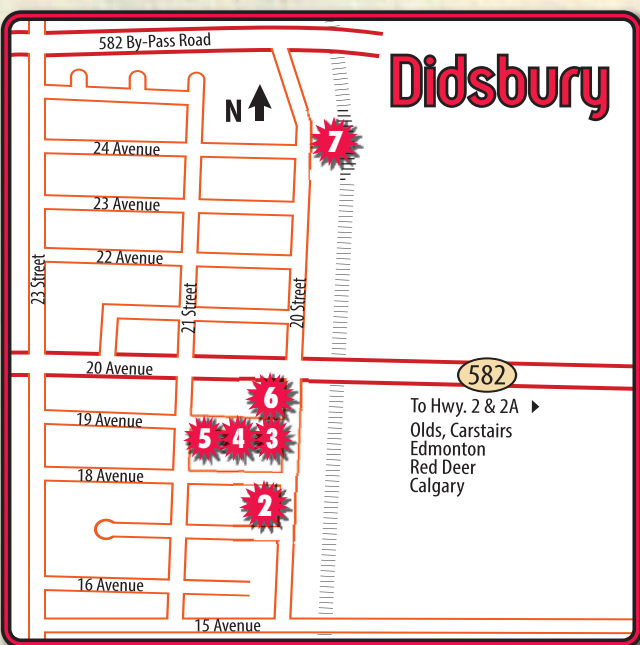 582 By-Pass Road
Didsbury
N
7
24 Avenue
23 Avenue
22 Avenue
23 Street
21 Street
20 Street
20 Avenue
582
6
To Hwy. 2 & 2A
Olds, Carstairs
Edmonton
Red Deer
Calgary
19 Avenue
5 4 3
18 Avenue
2
16 Avenue
15 Avenue